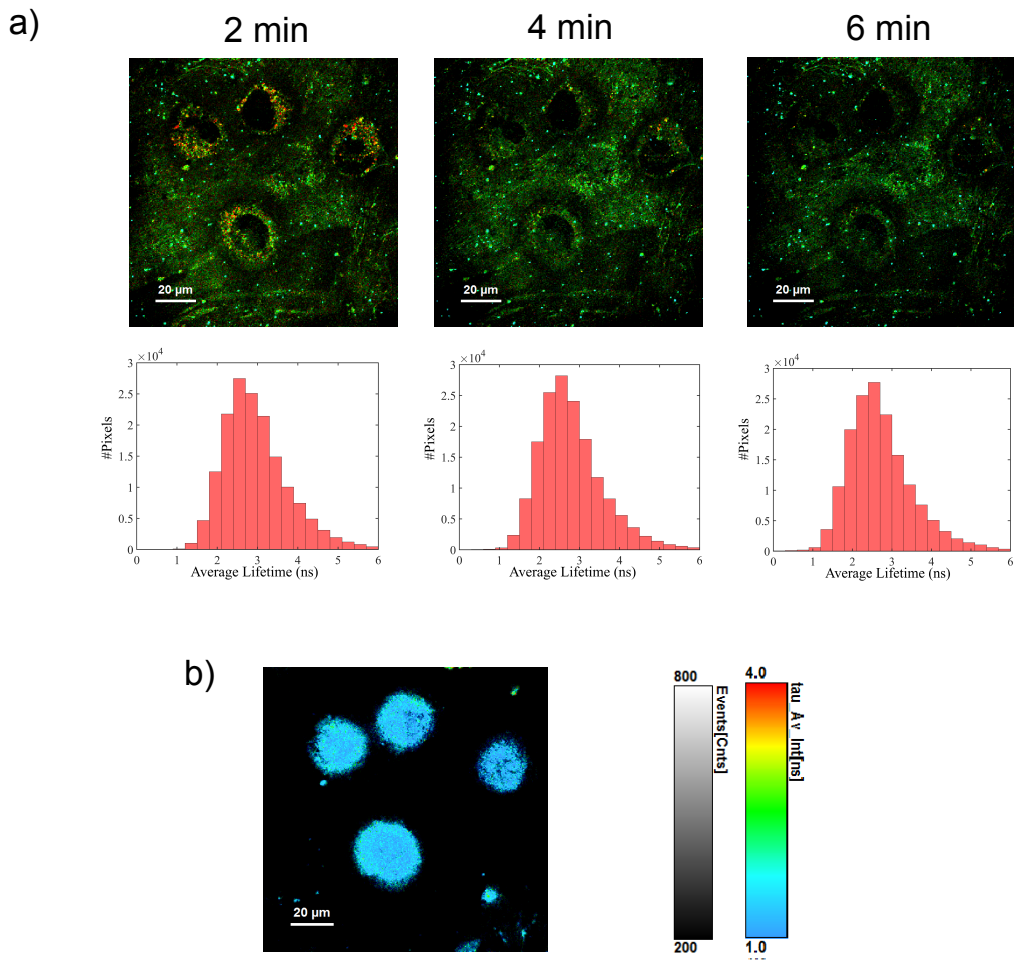 a)
2 min
4 min
6 min
20 µm
20 µm
20 µm
×10⁴
3
2.5
2
1.5
1
0.5
0
#Pixels
0 1 2 3 4 5 6
Average Lifetime (ns)
×10⁴
3
2.5
2
1.5
1
0.5
0
#Pixels
0 1 2 3 4 5 6
Average Lifetime (ns)
×10⁴
3
2.5
2
1.5
1
0.5
0
#Pixels
0 1 2 3 4 5 6
Average Lifetime (ns)
b)
20 µm
800
Events[Cnts]
200
4.0
tau_Av_Int[ns]
1.0